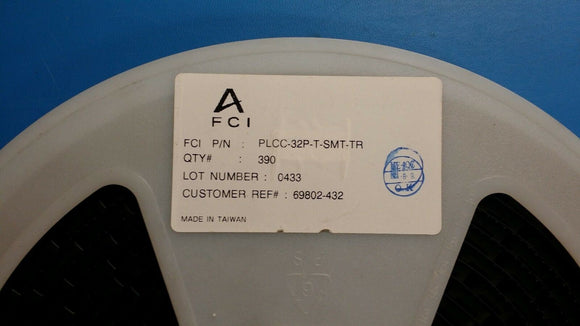 FCI
FCI P/N : PLCC-32P-T-SMT-TR
QTY# : 390
LOT NUMBER : 0433
CUSTOMER REF# : 69802-432
MADE IN TAIWAN